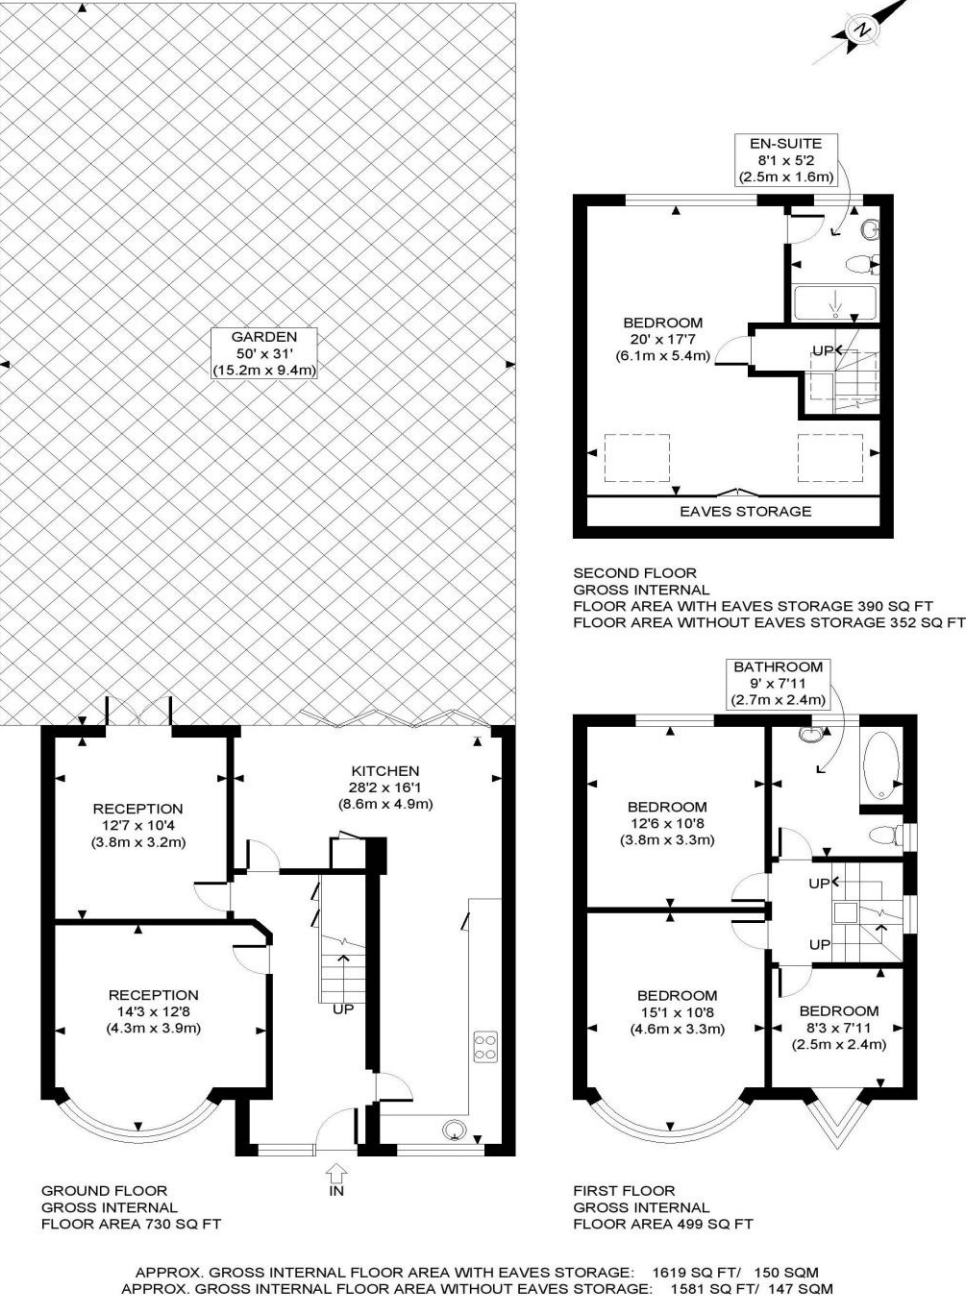 N
EN-SUITE
8'1 x 5'2
(2.5m x 1.6m)
BEDROOM
20' x 17'7
(6.1m x 5.4m)
UP
EAVES STORAGE
SECOND FLOOR
GROSS INTERNAL
FLOOR AREA WITH EAVES STORAGE 390 SQ FT
FLOOR AREA WITHOUT EAVES STORAGE 352 SQ FT
GARDEN
50' x 31'
(15.2m x 9.4m)
RECEPTION
12'7 x 10'4
(3.8m x 3.2m)
KITCHEN
28'2 x 16'1
(8.6m x 4.9m)
RECEPTION
14'3 x 12'8
(4.3m x 3.9m)
UP
IN
GROUND FLOOR
GROSS INTERNAL
FLOOR AREA 730 SQ FT
BATHROOM
9' x 7'11
(2.7m x 2.4m)
BEDROOM
12'6 x 10'8
(3.8m x 3.3m)
UP
UP
BEDROOM
15'1 x 10'8
(4.6m x 3.3m)
BEDROOM
8'3 x 7'11
(2.5m x 2.4m)
FIRST FLOOR
GROSS INTERNAL
FLOOR AREA 499 SQ FT
APPROX. GROSS INTERNAL FLOOR AREA WITH EAVES STORAGE: 1619 SQ FT/ 150 SQM
APPROX. GROSS INTERNAL FLOOR AREA WITHOUT EAVES STORAGE: 1581 SQ FT/ 147 SQM